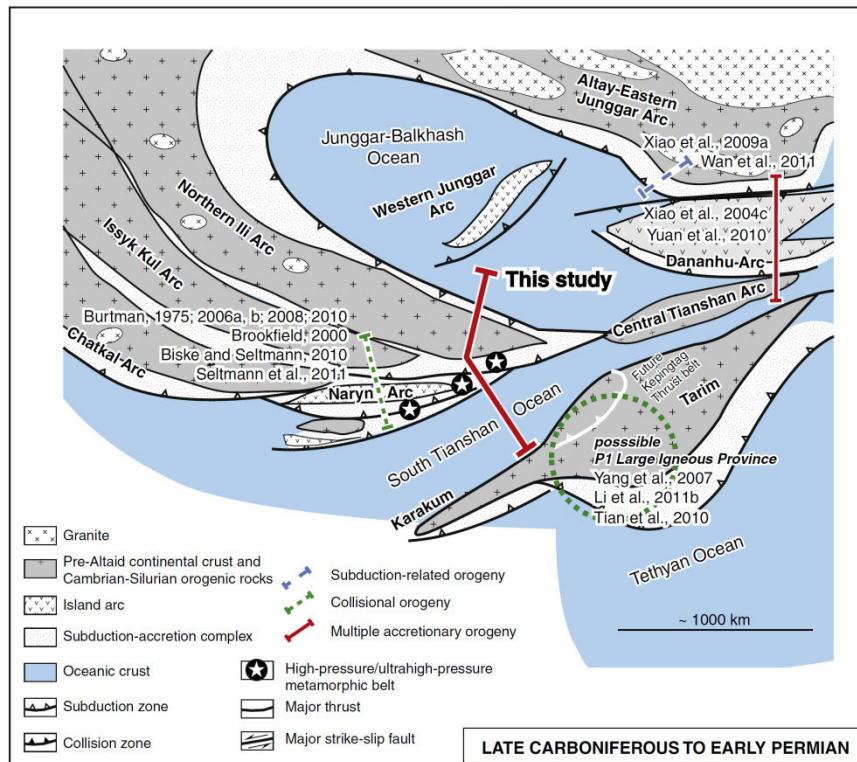 Altay-Eastern
Junggar Arc
Xiao et al., 2009a
Wan et al., 2011
Junggar-Balkhash
Ocean
Western Junggar
Arc
Xiao et al., 2004c
Yuan et al., 2010
Dananhu-Arc
Northern Ili Arc
Issyk Kul Arc
This study
Central Tianshan Arc
Burtman, 1975; 2006a, b; 2008; 2010
Brookfield, 2000
Biske and Seltmann, 2010
Seltmann et al., 2011
Chatkal-Arc
Naryn Arc
Future
Kepingtag
Thrust belt
Tarim
South Tianshan Ocean
posssible
P1 Large Igneous Province
Yang et al., 2007
Li et al., 2011b
Tian et al., 2010
Karakum
Tethyan Ocean
~ 1000 km
Granite
Pre-Altaid continental crust and
Cambrian-Silurian orogenic rocks
Island arc
Subduction-accretion complex
Oceanic crust
Subduction zone
Collision zone
Subduction-related orogeny
Collisional orogeny
Multiple accretionary orogeny
High-pressure/ultrahigh-pressure
metamorphic belt
Major thrust
Major strike-slip fault
LATE CARBONIFEROUS TO EARLY PERMIAN